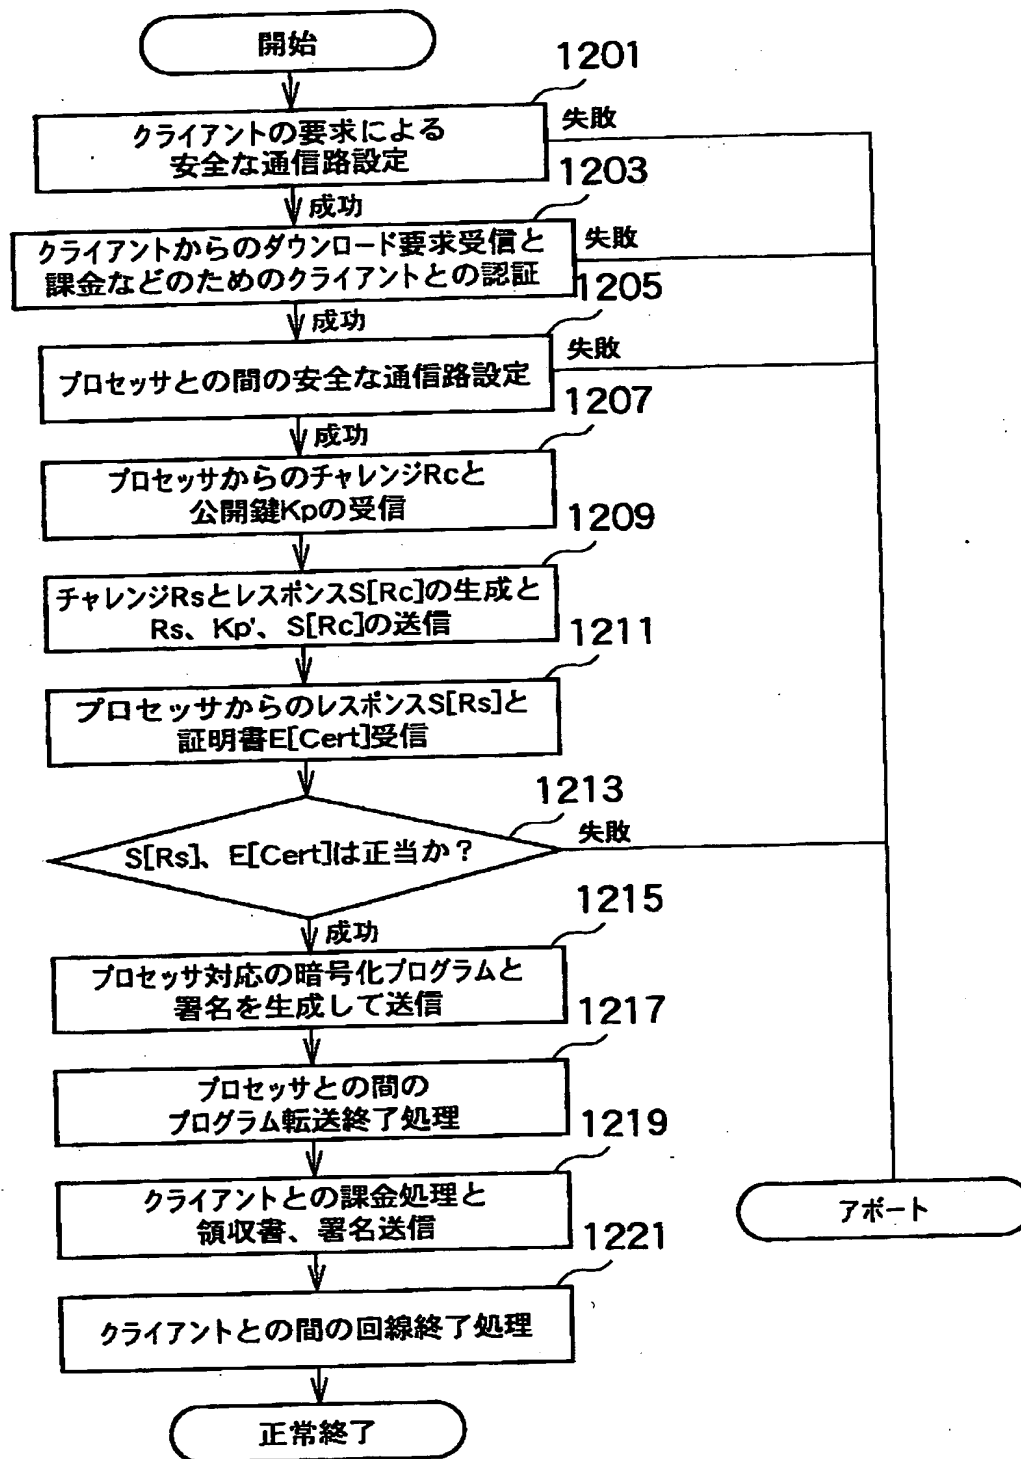 開始
1201
クライアントの要求による
安全な通信路設定
失敗
成功
1203
クライアントからのダウンロード要求受信と
課金などのためのクライアントとの認証
失敗
成功
1205
プロセッサとの間の安全な通信路設定
失敗
成功
1207
プロセッサからのチャレンジRcと
公開鍵Kpの受信
1209
チャレンジRsとレスポンスS[Rc]の生成と
Rs、Kp'、S[Rc]の送信
1211
プロセッサからのレスポンスS[Rs]と
証明書E[Cert]受信
1213
S[Rs]、E[Cert]は正当か？
失敗
成功
1215
プロセッサ対応の暗号化プログラムと
署名を生成して送信
1217
プロセッサとの間の
プログラム転送終了処理
1219
クライアントとの課金処理と
領収書、署名送信
アボート
1221
クライアントとの間の回線終了処理
正常終了